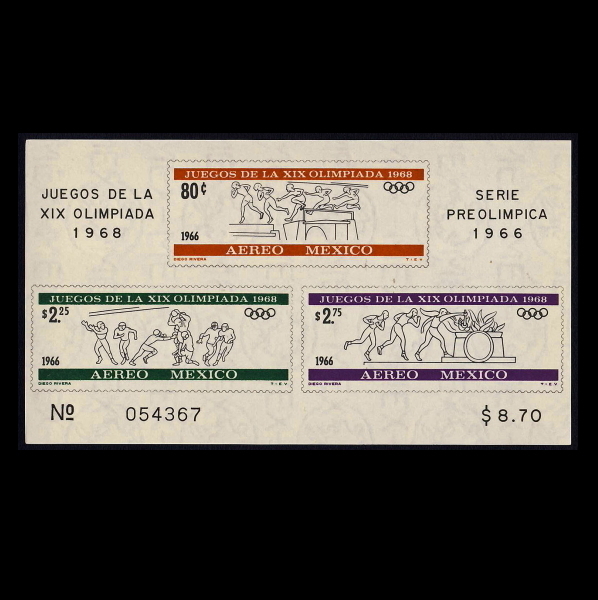 JUEGOS DE LA
XIX OLIMPIADA
1968
JUEGOS DE LA XIX OLIMPIADA 1968
80¢
1966
AEREO MEXICO
DIEGO RIVERA T·I·E·V
SERIE
PREOLIMPICA
1966
JUEGOS DE LA XIX OLIMPIADA 1968
$2.25
1966
AEREO MEXICO
DIEGO RIVERA T·I·E·V
JUEGOS DE LA XIX OLIMPIADA 1968
$2.75
1966
AEREO MEXICO
DIEGO RIVERA T·I·E·V
Nº 054367
$8.70